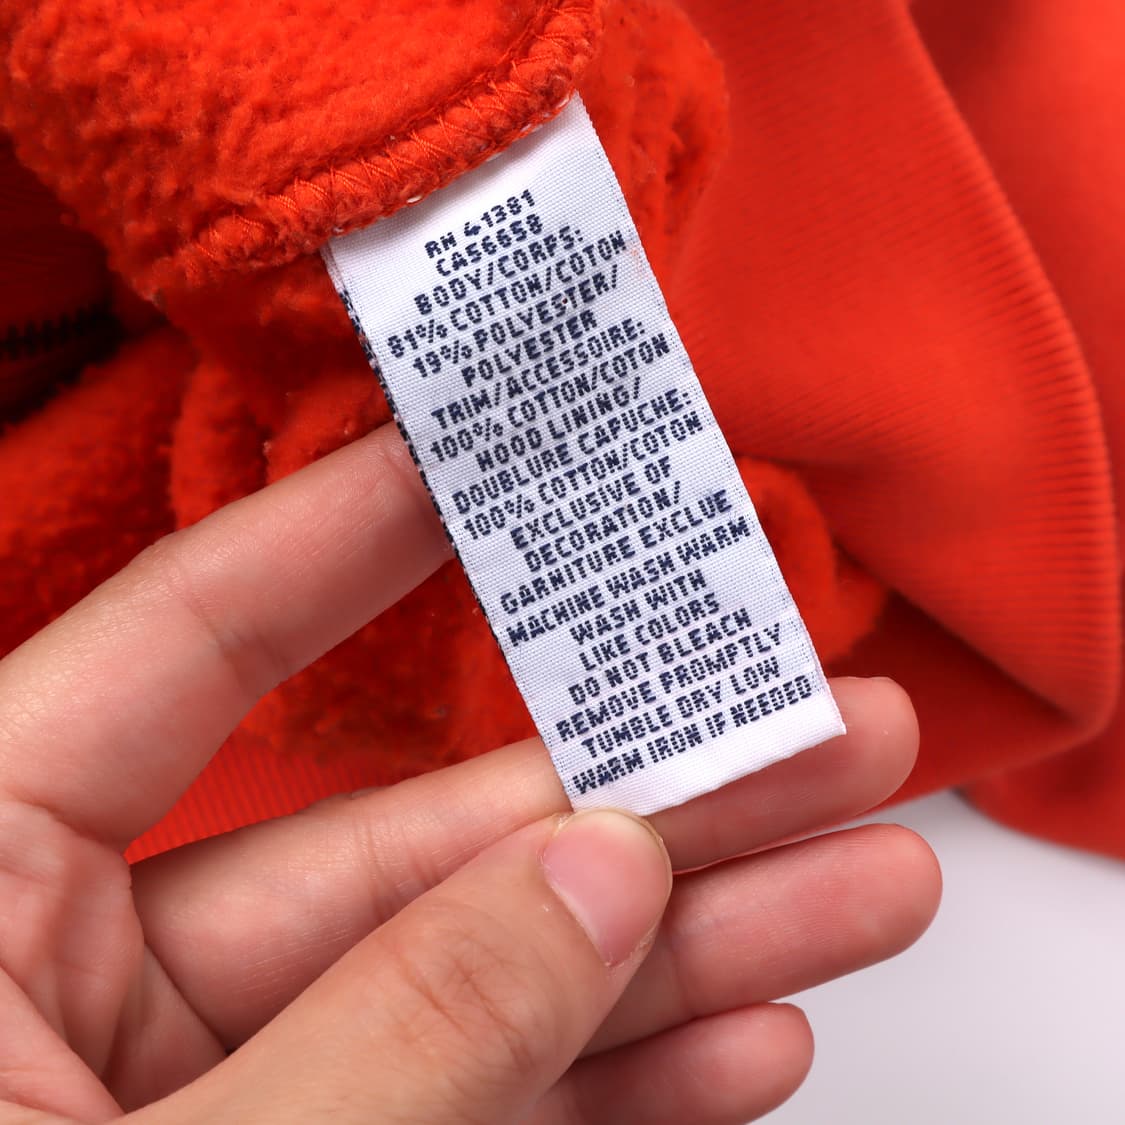 RN 41381
CA56658
BODY/CORPS:
81% COTTON/COTON
19% POLYESTER/
POLYESTER
TRIM/ACCESSOIRE:
100% COTTON/COTON
HOOD LINING/
DOUBLURE CAPUCHE:
100% COTTON/COTON
EXCLUSIVE OF
DECORATION/
GARNITURE EXCLUE
MACHINE WASH WARM
WASH WITH
LIKE COLORS
DO NOT BLEACH
REMOVE PROMPTLY
TUMBLE DRY LOW
WARM IRON IF NEEDED